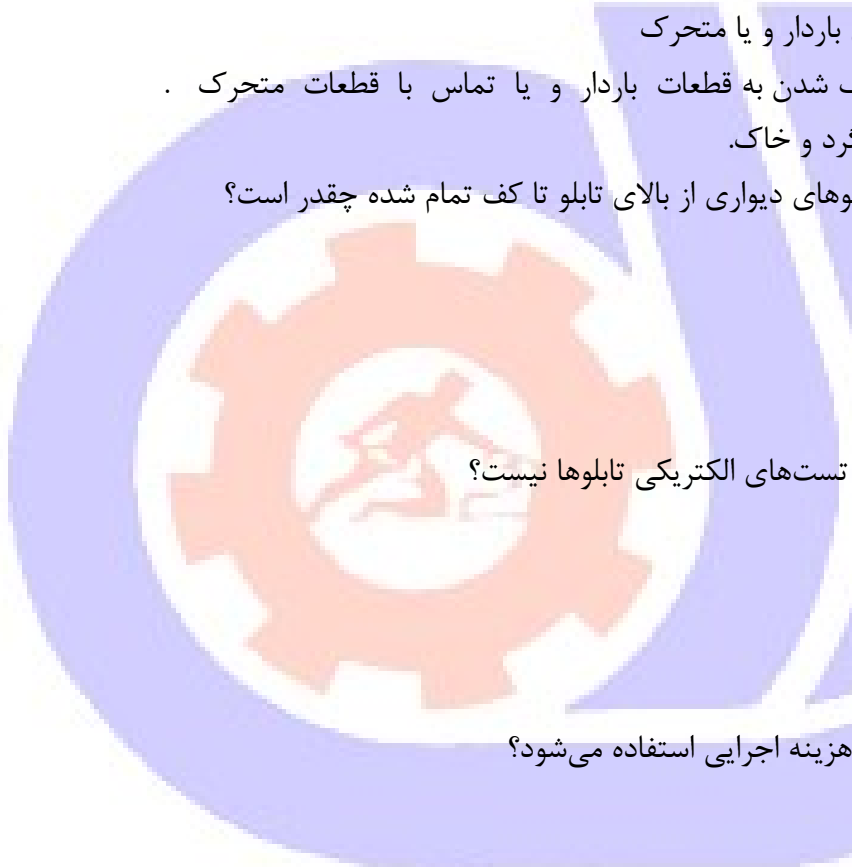 باردار و یا متحرک
شدن به قطعات باردار و یا تماس با قطعات متحرک .
گرد و خاک.
دیواری از بالای تابلو تا کف تمام شده چقدر است؟
تست‌های الکتریکی تابلوها نیست؟
هزینه اجرایی استفاده می‌شود؟